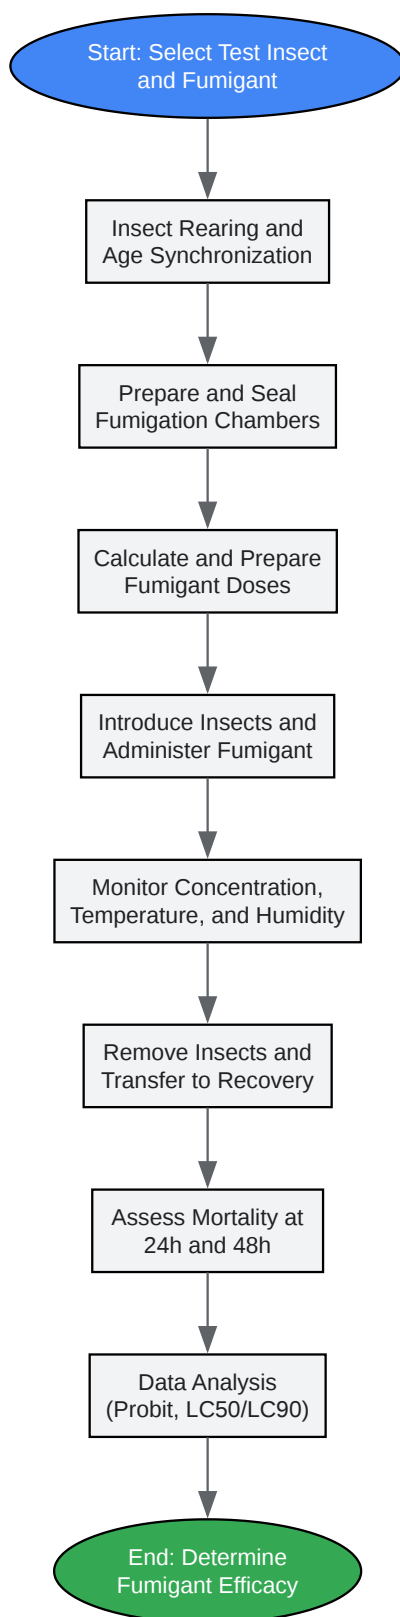 Start: Select Test Insect
and Fumigant
Insect Rearing and
Age Synchronization
Prepare and Seal
Fumigation Chambers
Calculate and Prepare
Fumigant Doses
Introduce Insects and
Administer Fumigant
Monitor Concentration,
Temperature, and Humidity
Remove Insects and
Transfer to Recovery
Assess Mortality at
24h and 48h
Data Analysis
(Probit, LC50/LC90)
End: Determine
Fumigant Efficacy